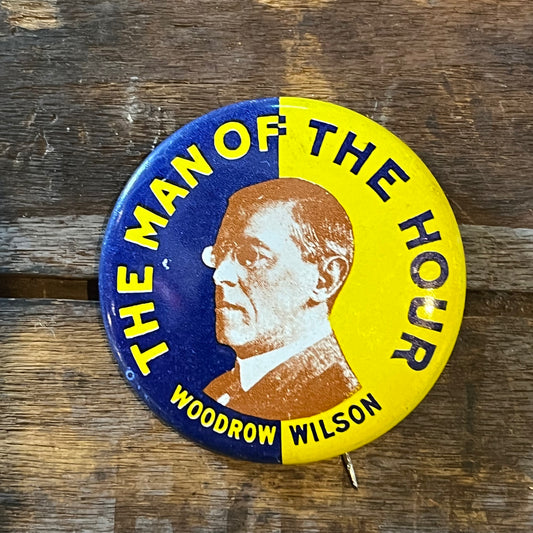 THE MAN OF THE HOUR
WOODROW WILSON